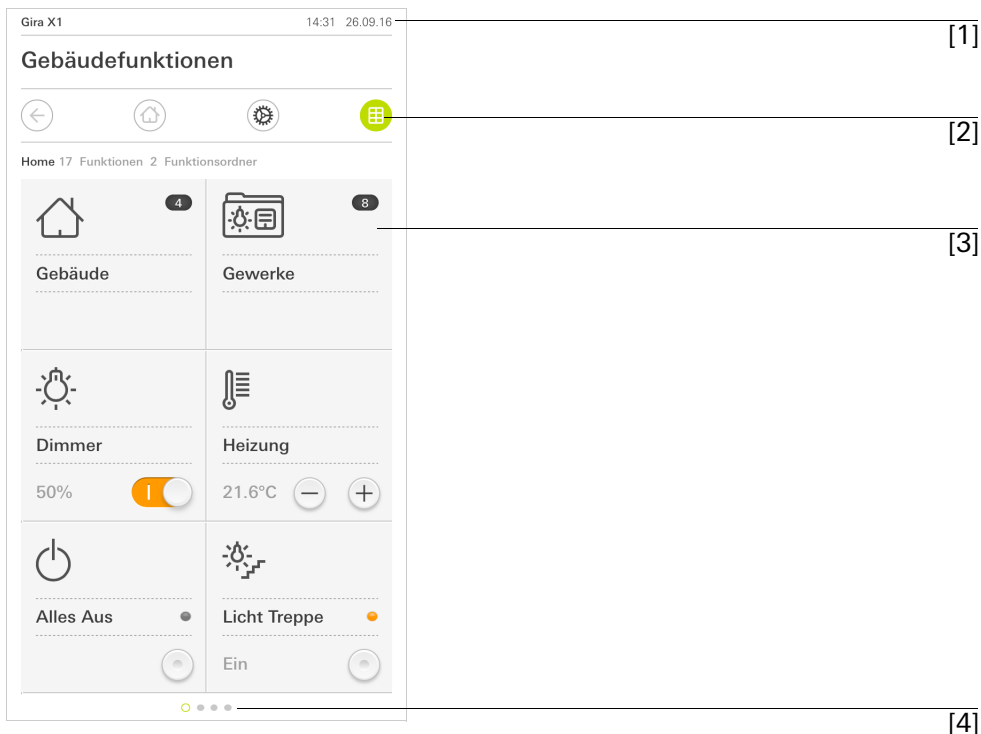 Gira X1 14:31 26.09.16
[1]
Gebäudefunktionen
[2]
Home 17 Funktionen 2 Funktionsordner
4 8
[3]
Gebäude Gewerke
Dimmer Heizung
50% 21.6°C
Alles Aus Licht Treppe
Ein
[4]